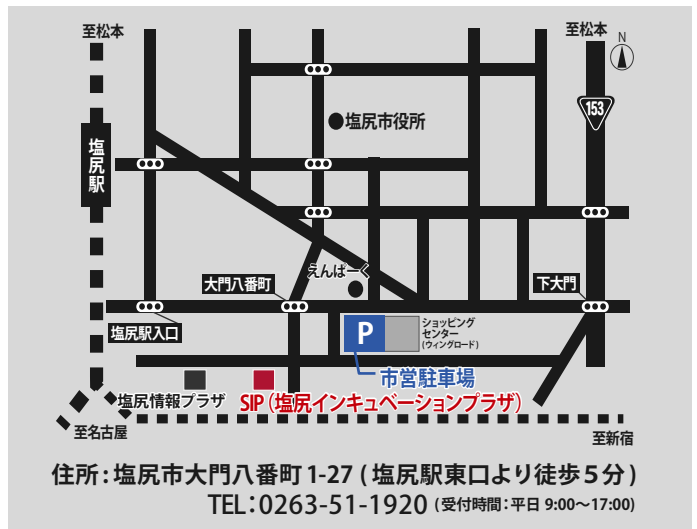 至松本
至松本
N
153
塩尻市役所
塩尻駅
えんぱーく
大門八番町
下大門
塩尻駅入口
P
ショッピング
センター
(ウィングロード)
市営駐車場
塩尻情報プラザ
SIP(塩尻インキュベーションプラザ)
至名古屋
至新宿
住所:塩尻市大門八番町1-27(塩尻駅東口より徒歩5分)
TEL:0263-51-1920(受付時間:平日 9:00〜17:00)